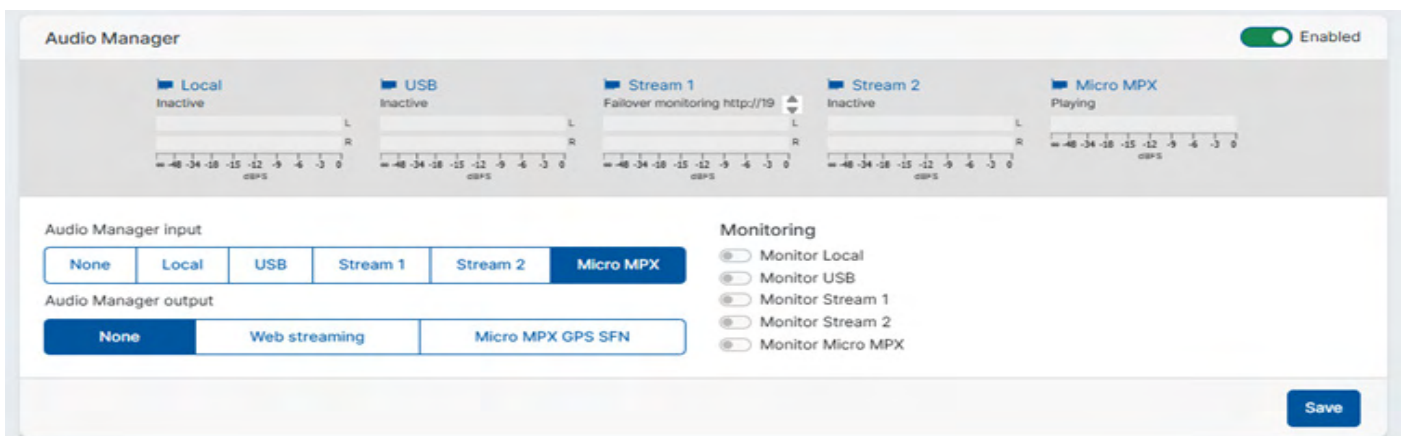 Audio Manager Enabled
Local USB Stream 1 Stream 2 Micro MPX
Inactive Inactive Failover monitoring http://19 Inactive Playing
L L L L
R R R R
∞ -48 -34 -18 -15 -12 -9 -6 -3 0 ∞ -48 -34 -18 -15 -12 -9 -6 -3 0 ∞ -48 -34 -18 -15 -12 -9 -6 -3 0 ∞ -48 -34 -18 -15 -12 -9 -6 -3 0 ∞ -48 -34 -18 -15 -12 -9 -6 -3 0
dBFS dBFS dBFS dBFS dBFS
Audio Manager input
None Local USB Stream 1 Stream 2 Micro MPX
Audio Manager output
None Web streaming Micro MPX GPS SFN
Monitoring
Monitor Local
Monitor USB
Monitor Stream 1
Monitor Stream 2
Monitor Micro MPX
Save